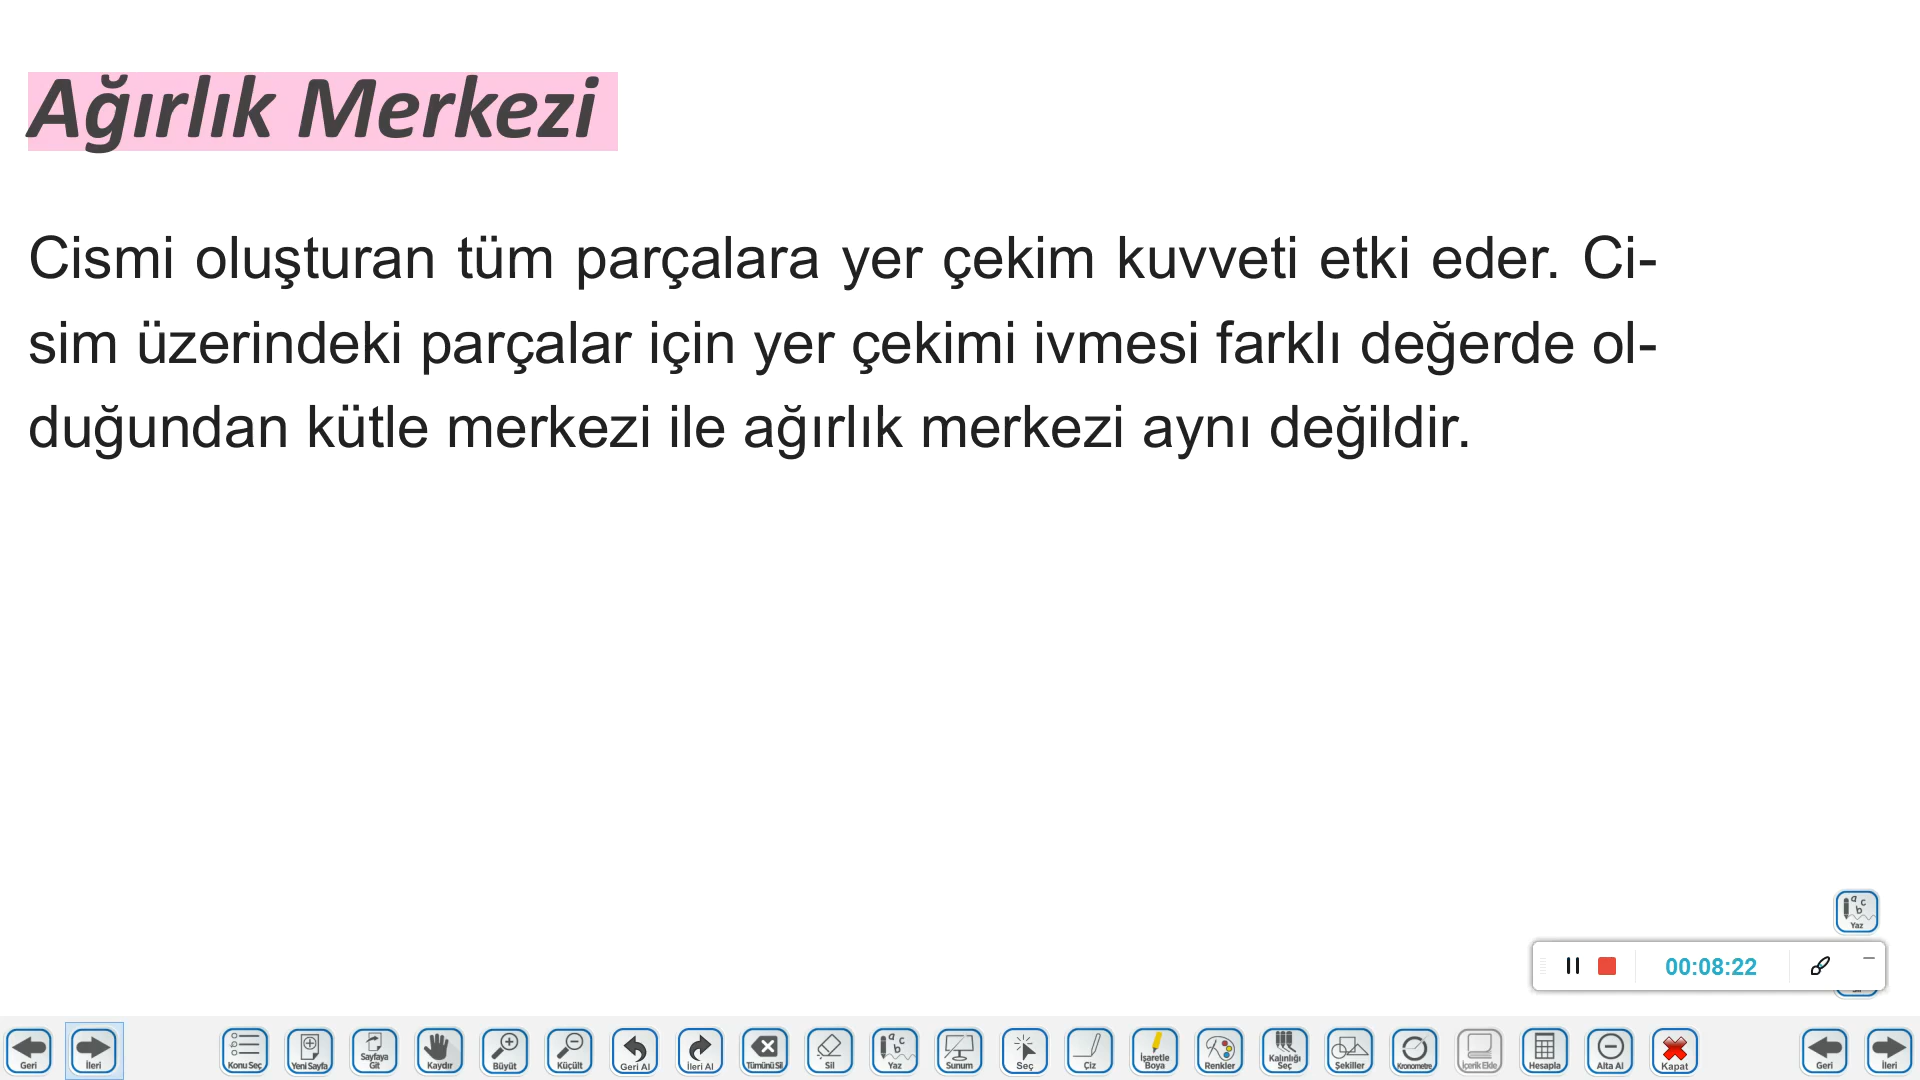 Ağırlık Merkezi
Cismi oluşturan tüm parçalara yer çekim kuvveti etki eder. Ci-
sim üzerindeki parçalar için yer çekimi ivmesi farklı değerde ol-
duğundan kütle merkezi ile ağırlık merkezi aynı değildir.
a c
b
Yaz
00:08:22
Geri
İleri
Konu Seç
Yeni Sayfa
Sayfaya
Git
Kaydır
Büyüt
Küçült
Geri Al
İleri Al
Tümünü Sil
Sil
a c
b
Yaz
Sunum
Seç
Çiz
İşaretle
Boya
Renkler
Kalınlığı
Seç
Şekiller
Kronometre
İçerik Ekle
Hesapla
Alta Al
Kapat
Geri
İleri